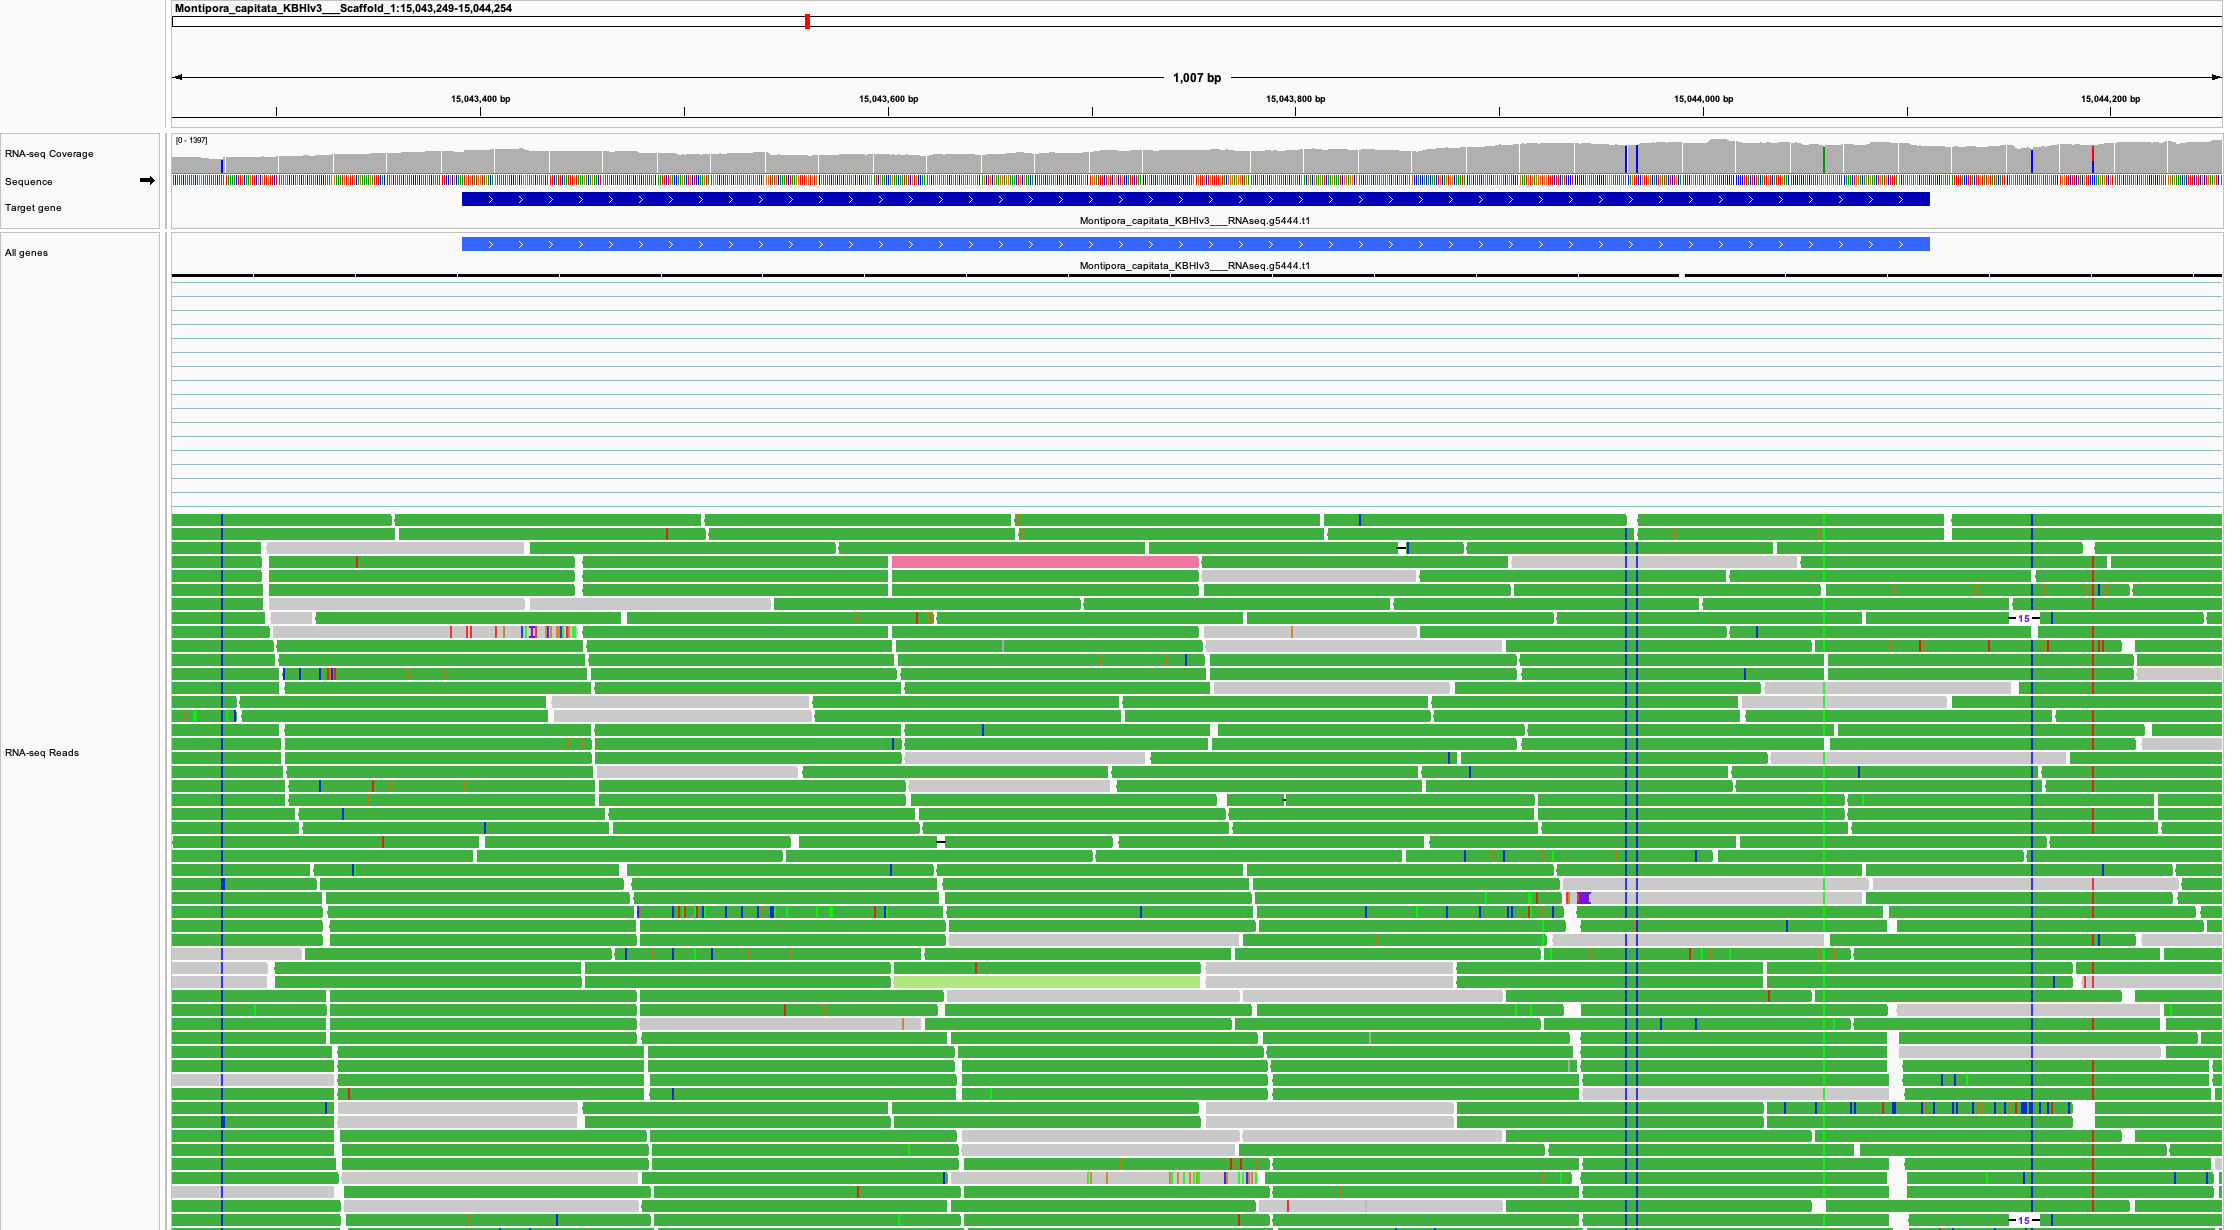 Montipora_capitata_KBHIv3___Scaffold_1:15,043,249-15,044,254
1,007 bp
15,043,400 bp 15,043,600 bp 15,043,800 bp 15,044,000 bp 15,044,200 bp
[0 - 1397]
RNA-seq Coverage
Sequence
Target gene
Montipora_capitata_KBHIv3___RNAseq.g5444.t1
All genes
Montipora_capitata_KBHIv3___RNAseq.g5444.t1
15
RNA-seq Reads
15